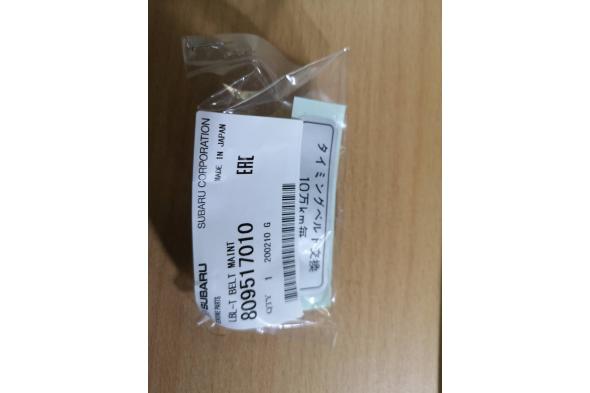 SUBARU CORPORATION
MADE IN JAPAN
EAC
SUBARU
GENUINE PARTS
LBL-T BELT MAINT
809517010
QTY 1 200210 G
タイミングベルト交換
10万km毎